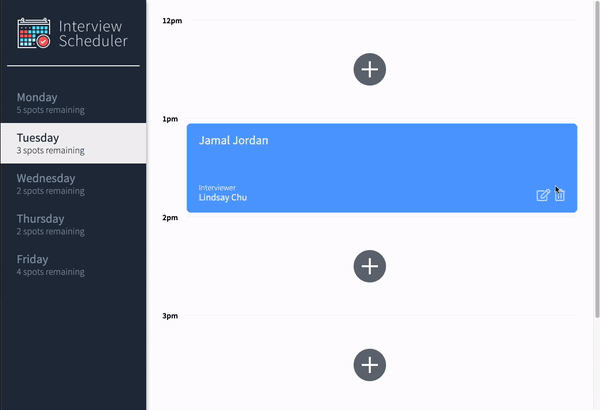 Interview
Scheduler
Monday
5 spots remaining
Tuesday
3 spots remaining
Wednesday
2 spots remaining
Thursday
2 spots remaining
Friday
4 spots remaining
12pm
1pm
Jamal Jordan
Interviewer
Lindsay Chu
2pm
3pm